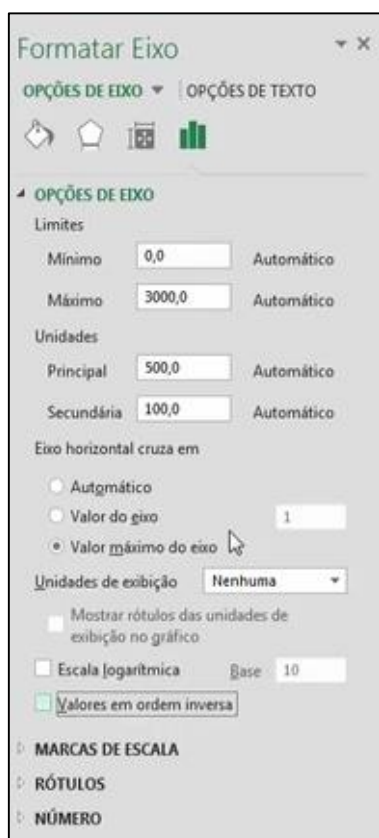 Formatar Eixo
OPÇÕES DE EIXO OPÇÕES DE TEXTO
OPÇÕES DE EIXO
Limites
Mínimo 0,0 Automático
Máximo 3000,0 Automático
Unidades
Principal 500,0 Automático
Secundária 100,0 Automático
Eixo horizontal cruza em
Automático
Valor do eixo 1
Valor máximo do eixo
Unidades de exibição Nenhuma
Mostrar rótulos das unidades de
exibição no gráfico
Escala logarítmica Base 10
Valores em ordem inversa
MARCAS DE ESCALA
RÓTULOS
NÚMERO